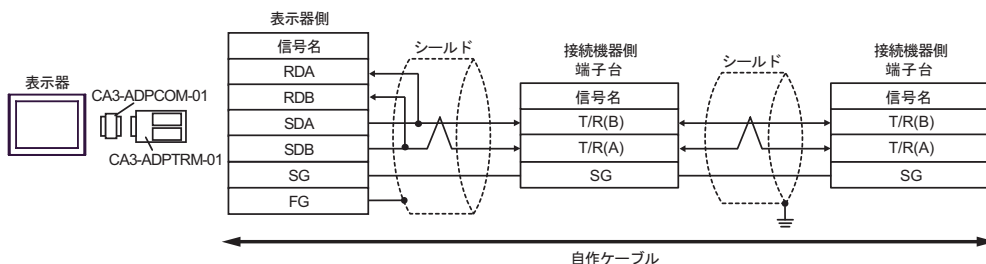 表示器側
信号名
RDA
RDB
SDA
SDB
SG
FG
シールド
表示器
CA3-ADPCOM-01
CA3-ADPTRM-01
接続機器側
端子台
信号名
T/R(B)
T/R(A)
SG
シールド
接続機器側
端子台
信号名
T/R(B)
T/R(A)
SG
自作ケーブル